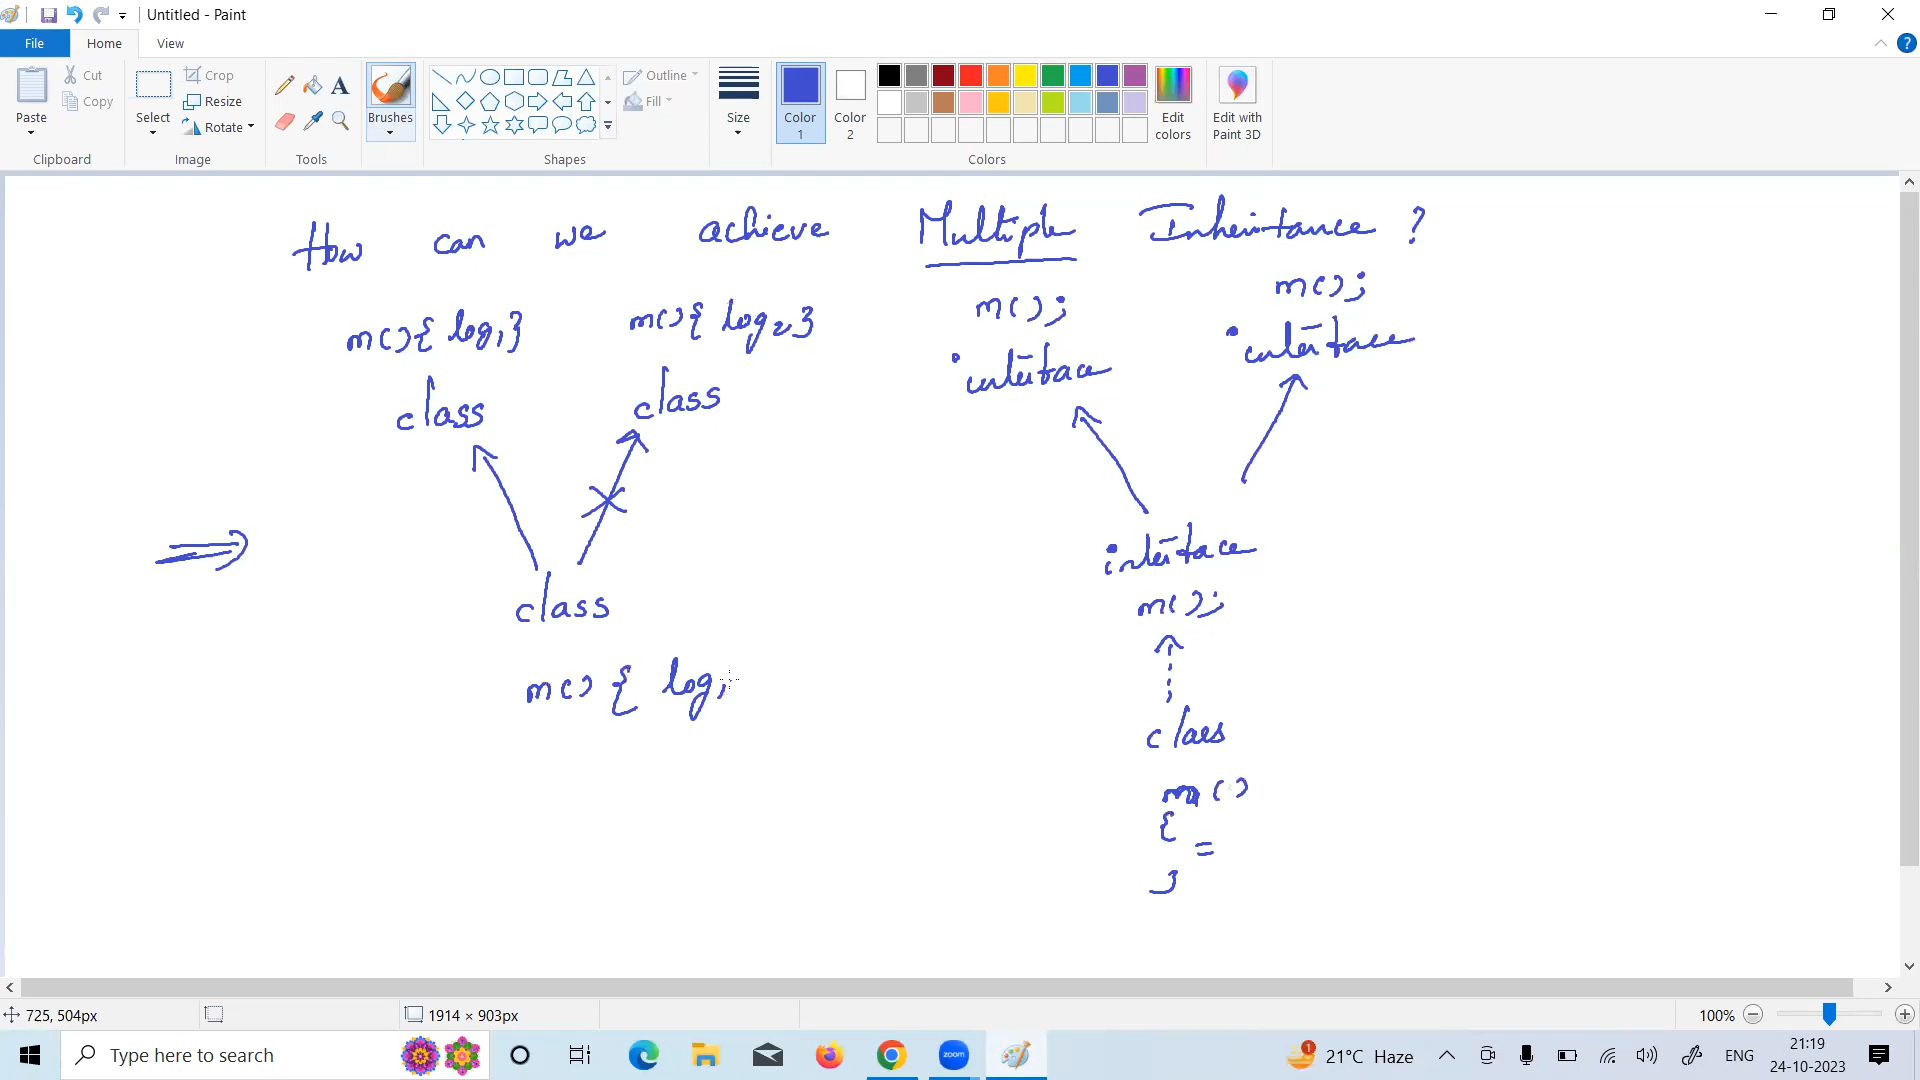 Untitled - Paint
File Home View
Paste
Cut
Copy
Clipboard
Select
Crop
Resize
Rotate
Image
Tools
Brushes
Outline
Fill
Shapes
Size
Color 1
Color 2
Edit colors
Colors
Edit with Paint 3D
How can we achieve Multiple Inheritance ?
m(){ log1}
m(){ log2}
m();
m();
class
class
interface
interface
class
interface
m();
m(){ log1
class
m()
{
=
}
725, 504px
1914 × 903px
100%
Type here to search
zoom
1
21°C Haze
ENG
21:19
24-10-2023